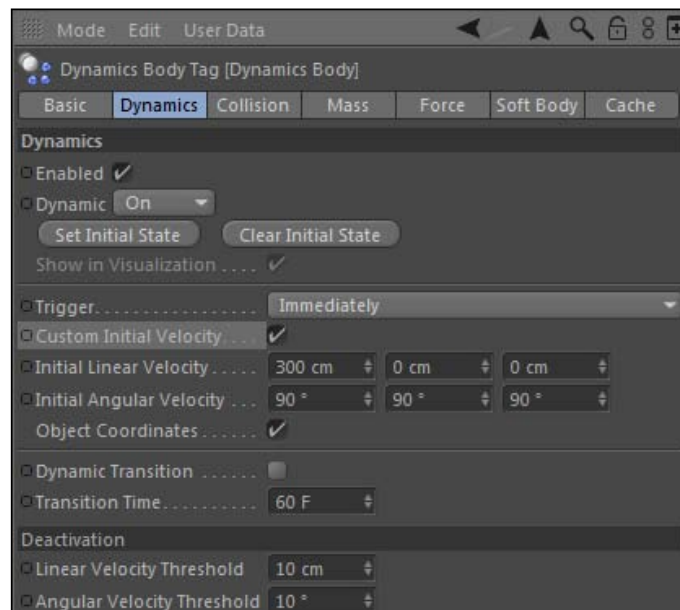 Mode Edit User Data
Dynamics Body Tag [Dynamics Body]
Basic Dynamics Collision Mass Force Soft Body Cache
Dynamics
Enabled
Dynamic On
Set Initial State Clear Initial State
Show in Visualization . . . .
Trigger. . . . . . . . . . . . . . . . . Immediately
Custom Initial Velocity. . . .
Initial Linear Velocity . . . . . 300 cm 0 cm 0 cm
Initial Angular Velocity . . . 90 ° 90 ° 90 °
Object Coordinates . . . . . .
Dynamic Transition . . . . . .
Transition Time. . . . . . . . . . 60 F
Deactivation
Linear Velocity Threshold 10 cm
Angular Velocity Threshold 10 °